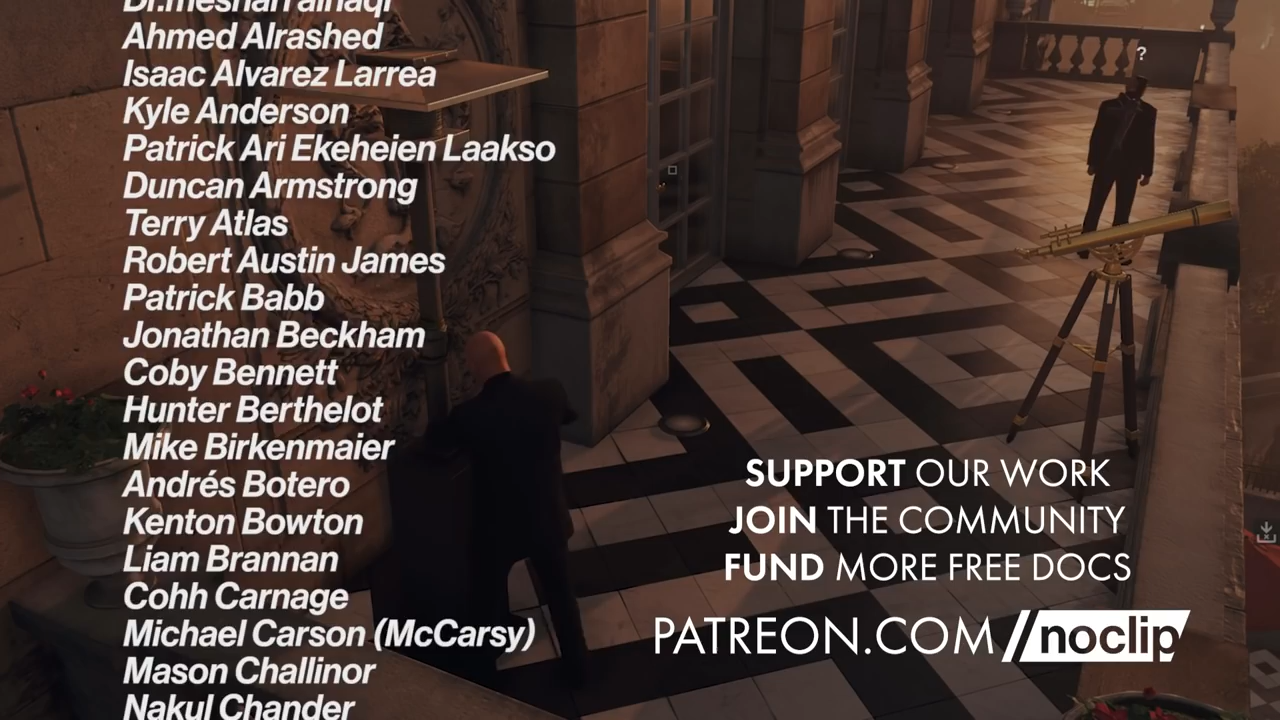 Ahmed Alrashed
Isaac Alvarez Larrea
Kyle Anderson
Patrick Ari Ekeheien Laakso
Duncan Armstrong
Terry Atlas
Robert Austin James
Patrick Babb
Jonathan Beckham
Coby Bennett
Hunter Berthelot
Mike Birkenmaier
Andrés Botero
Kenton Bowton
Liam Brannan
Cohh Carnage
Michael Carson (McCarsy)
Mason Challinor
Nakul Chander
?
SUPPORT OUR WORK
JOIN THE COMMUNITY
FUND MORE FREE DOCS
PATREON.COM/noclip